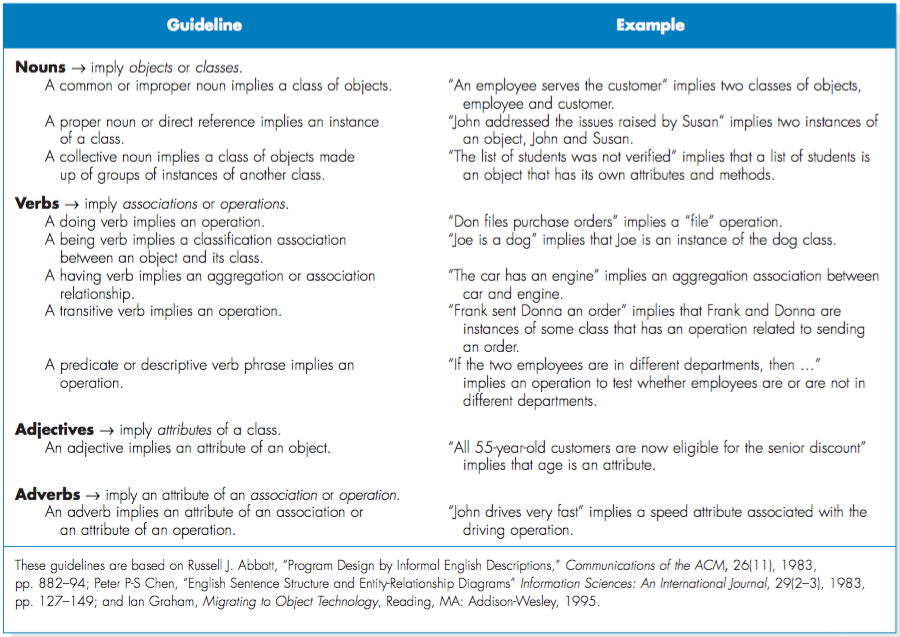 Guideline Example
Nouns → imply objects or classes.
A common or improper noun implies a class of objects. “An employee serves the customer” implies two classes of objects,
employee and customer.
A proper noun or direct reference implies an instance “John addressed the issues raised by Susan” implies two instances of
of a class. an object, John and Susan.
A collective noun implies a class of objects made “The list of students was not verified” implies that a list of students is
up of groups of instances of another class. an object that has its own attributes and methods.
Verbs → imply associations or operations.
A doing verb implies an operation. “Don files purchase orders” implies a “file” operation.
A being verb implies a classification association “Joe is a dog” implies that Joe is an instance of the dog class.
between an object and its class.
A having verb implies an aggregation or association “The car has an engine” implies an aggregation association between
relationship. car and engine.
A transitive verb implies an operation. “Frank sent Donna an order” implies that Frank and Donna are
instances of some class that has an operation related to sending
an order.
A predicate or descriptive verb phrase implies an “If the two employees are in different departments, then …”
operation. implies an operation to test whether employees are or are not in
different departments.
Adjectives → imply attributes of a class.
An adjective implies an attribute of an object. “All 55-year-old customers are now eligible for the senior discount”
implies that age is an attribute.
Adverbs → imply an attribute of an association or operation.
An adverb implies an attribute of an association or “John drives very fast” implies a speed attribute associated with the
an attribute of an operation. driving operation.
These guidelines are based on Russell J. Abbott, “Program Design by Informal English Descriptions,” Communications of the ACM, 26(11), 1983,
pp. 882–94; Peter P-S Chen, “English Sentence Structure and Entity-Relationship Diagrams” Information Sciences: An International Journal, 29(2–3), 1983,
pp. 127–149; and Ian Graham, Migrating to Object Technology, Reading, MA: Addison-Wesley, 1995.